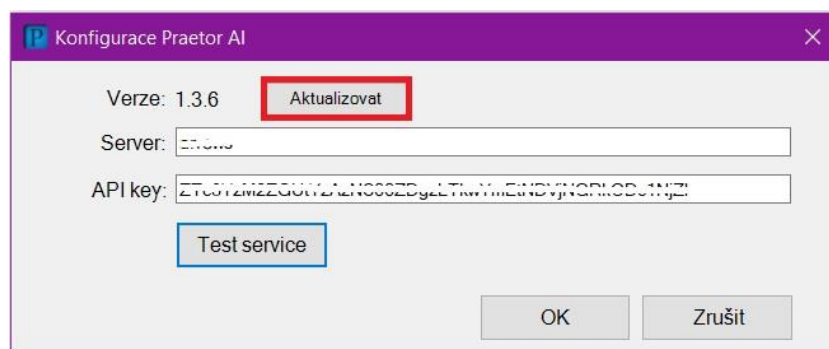 Konfigurace Praetor AI
Verze: 1.3.6 Aktualizovat
Server:
API key:
Test service
OK Zrušit